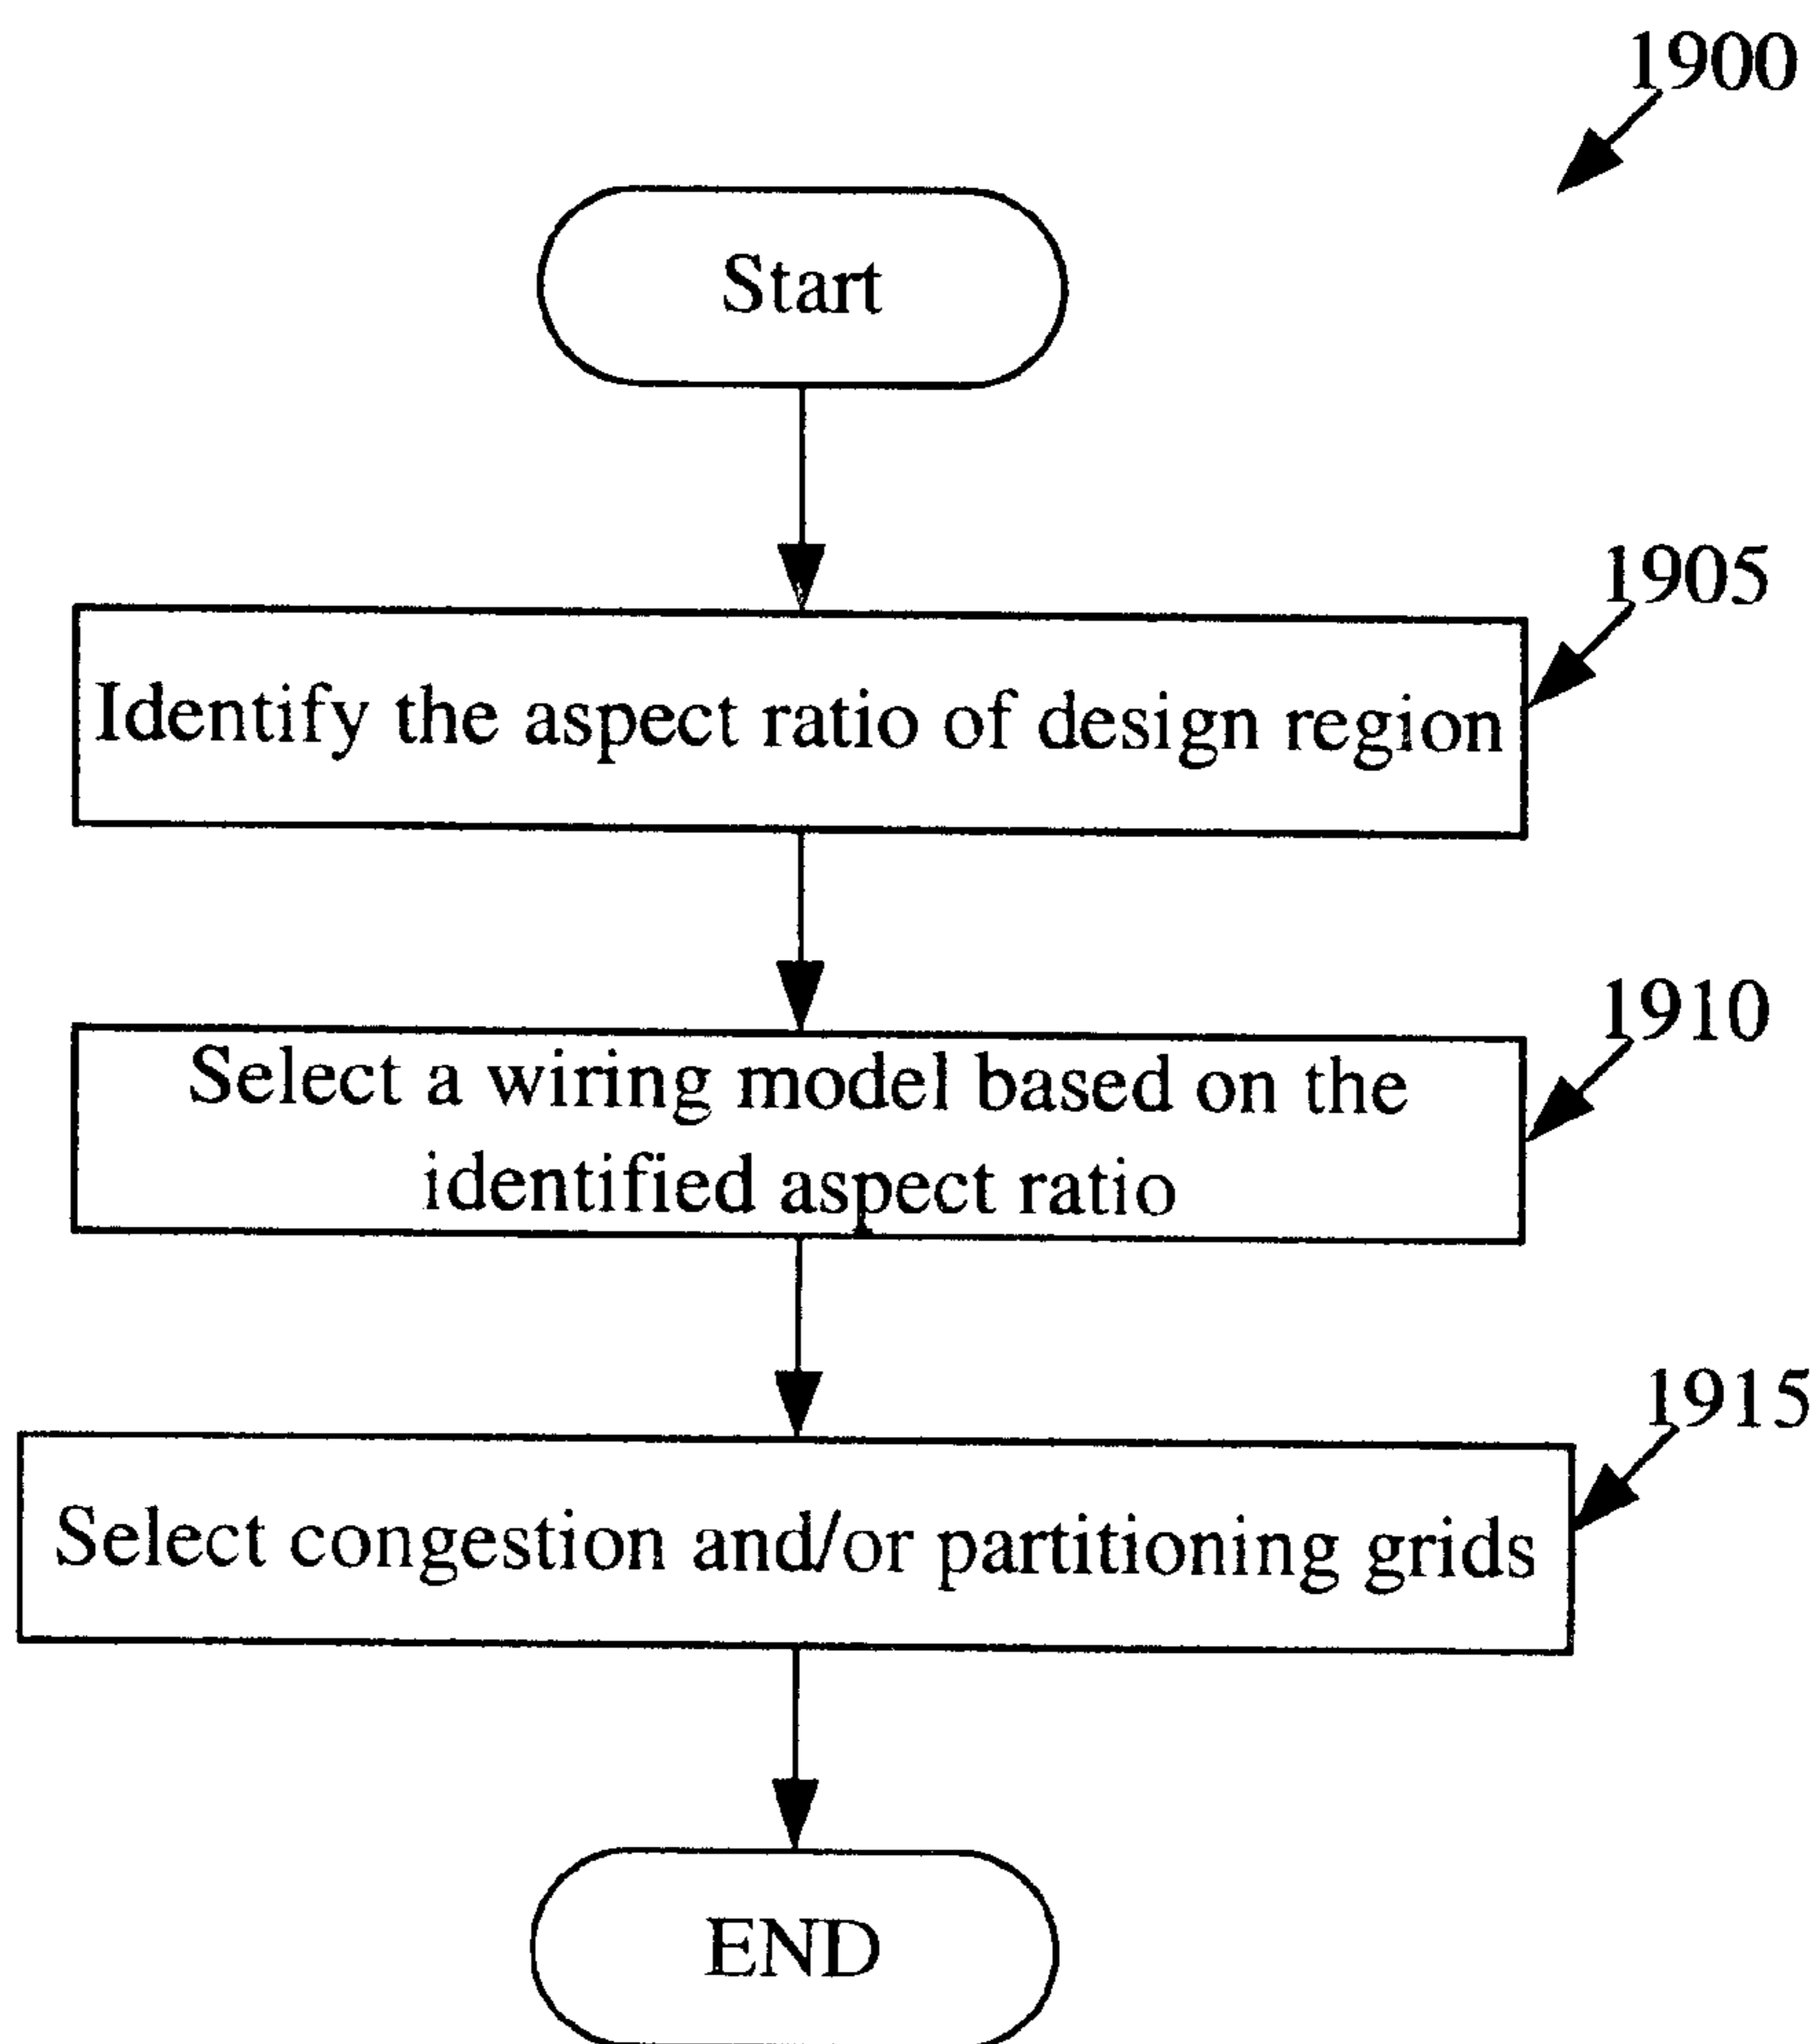 1900
Start
1905
Identify the aspect ratio of design region
1910
Select a wiring model based on the
identified aspect ratio
1915
Select congestion and/or partitioning grids
END